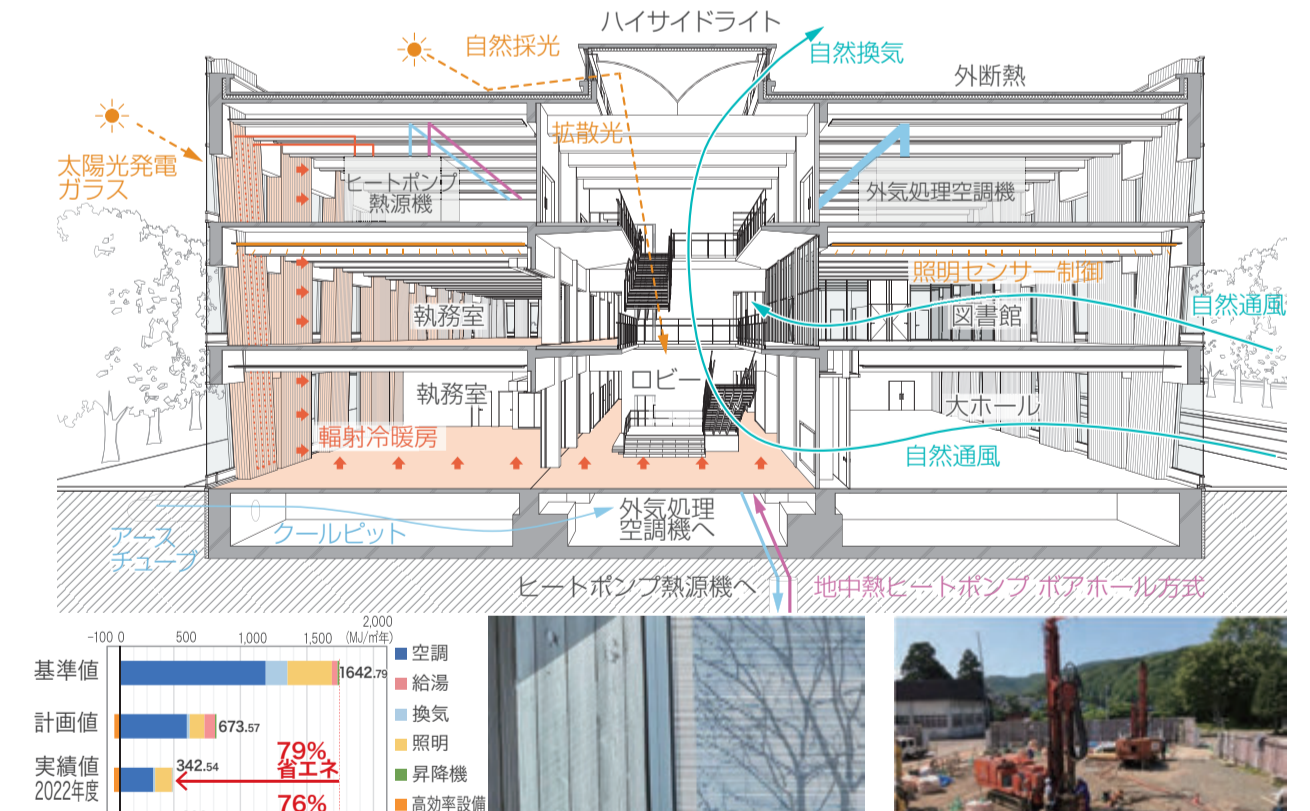 ハイサイドライト
自然採光
自然換気
外断熱
太陽光発電
ガラス
拡散光
ヒートポンプ
熱源機
外気処理空調機
照明センサー制御
執務室
図書館
自然通風
執務室
ロビー
大ホール
輻射冷暖房
自然通風
アース
チューブ
クールピット
外気処理
空調機へ
ヒートポンプ熱源機へ
地中熱ヒートポンプ ボアホール方式
-100 0 500 1,000 1,500 2,000
(MJ/㎡年)
基準値
1642.79
計画値
673.57
実績値
2022年度
342.54
79%
省エネ
76%
空調
給湯
換気
照明
昇降機
高効率設備